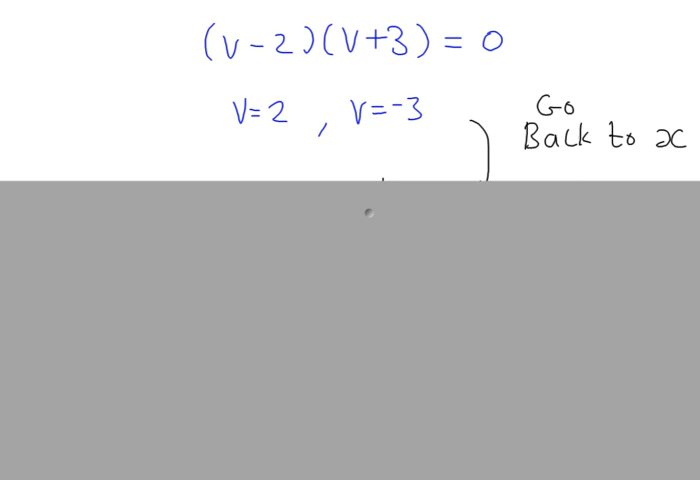 (v-2)(v+3) = 0
v=2 , v=-3
Go
Back to x